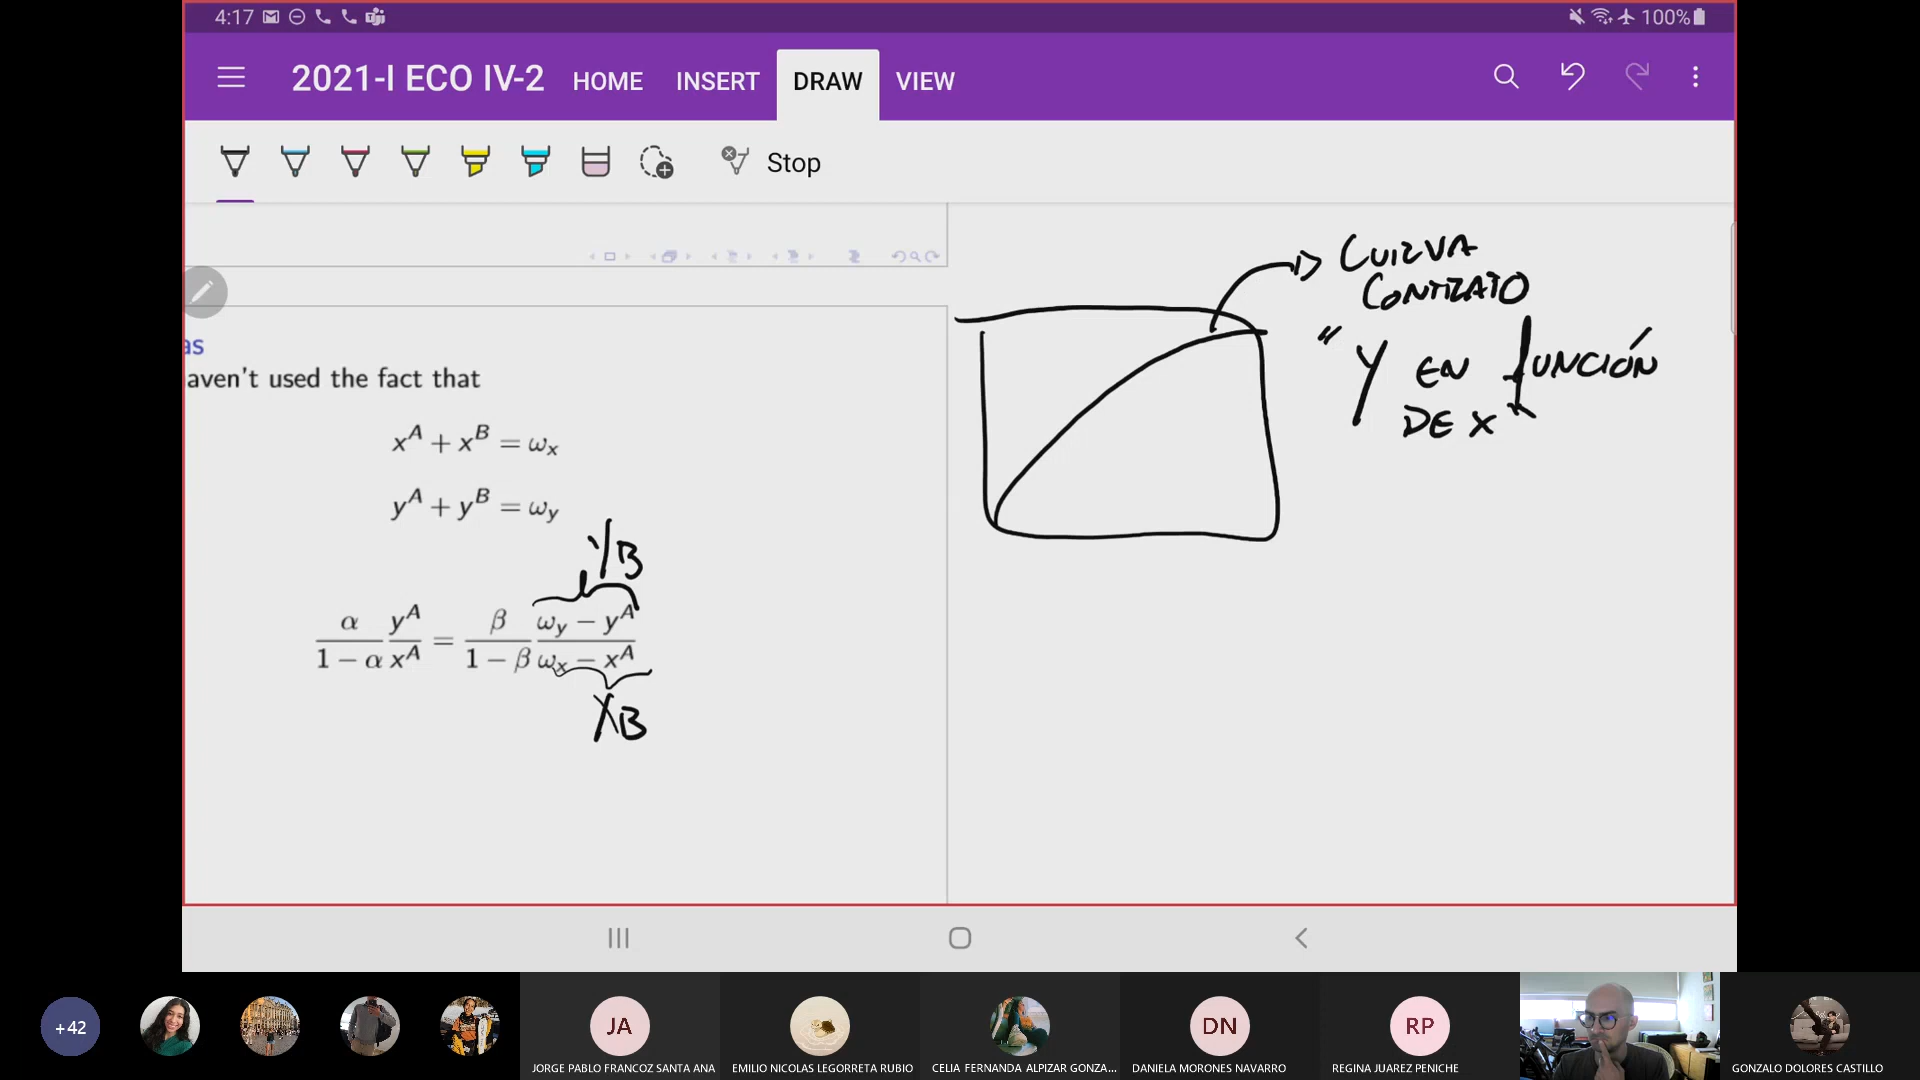 4:17
100%
2021-I ECO IV-2 HOME INSERT DRAW VIEW
Stop
as
aven't used the fact that
x^A + x^B = ω_x
y^A + y^B = ω_y
YB
α/(1 − α) y^A/x^A = β/(1 − β) (ω_y − y^A)/(ω_x − x^A)
XB
CURVA
CONTRATO
"Y EN FUNCIÓN
DE X"
+42
JA
DN
RP
JORGE PABLO FRANCOZ SANTA ANA
EMILIO NICOLAS LEGORRETA RUBIO
CELIA FERNANDA ALPIZAR GONZA...
DANIELA MORONES NAVARRO
REGINA JUAREZ PENICHE
GONZALO DOLORES CASTILLO